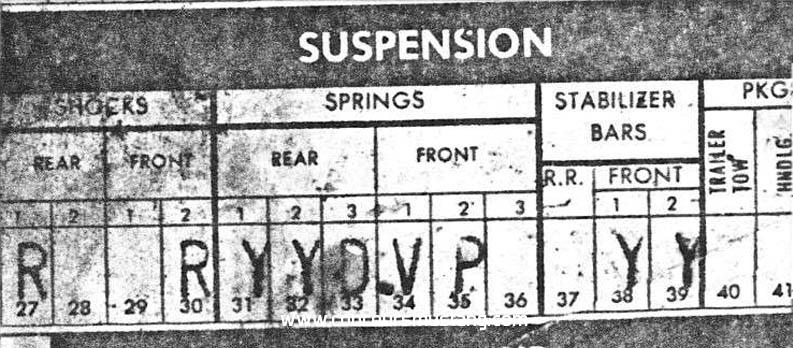 SUSPENSION
SHOCKS SPRINGS STABILIZER BARS PKG
REAR FRONT REAR FRONT R.R. FRONT TRAILER TOW HNDLG.
1 2 1 2 1 2 3 1 2 3 1 2
R R Y Y D V P Y Y
27 28 29 30 31 32 33 34 35 36 37 38 39 40 41